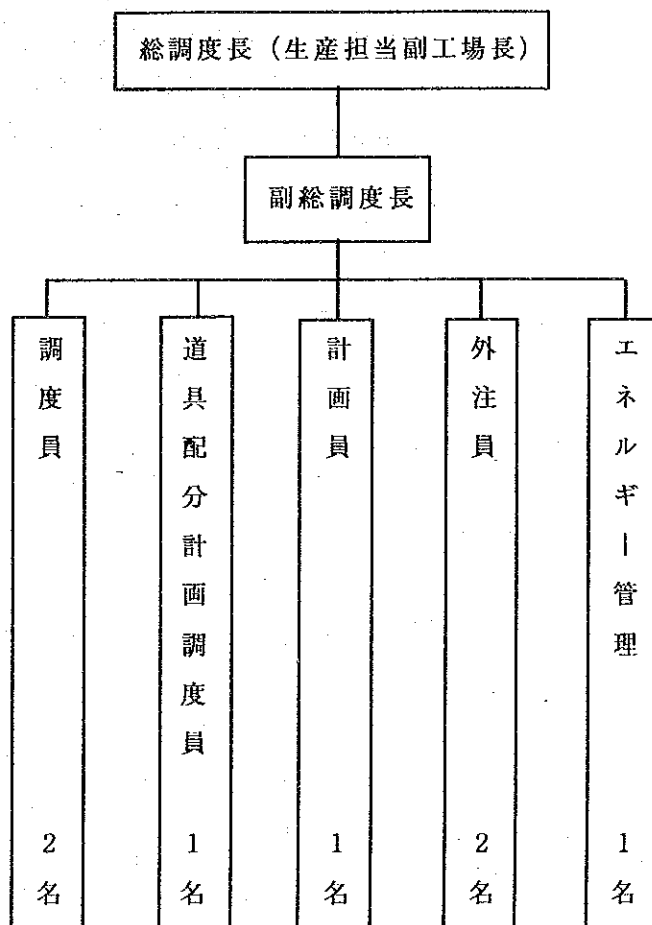 総調度長（生産担当副工場長）
副総調度長
調度員 2名
道具配分計画調度員 1名
計画員 1名
外注員 2名
エネルギー管理 1名